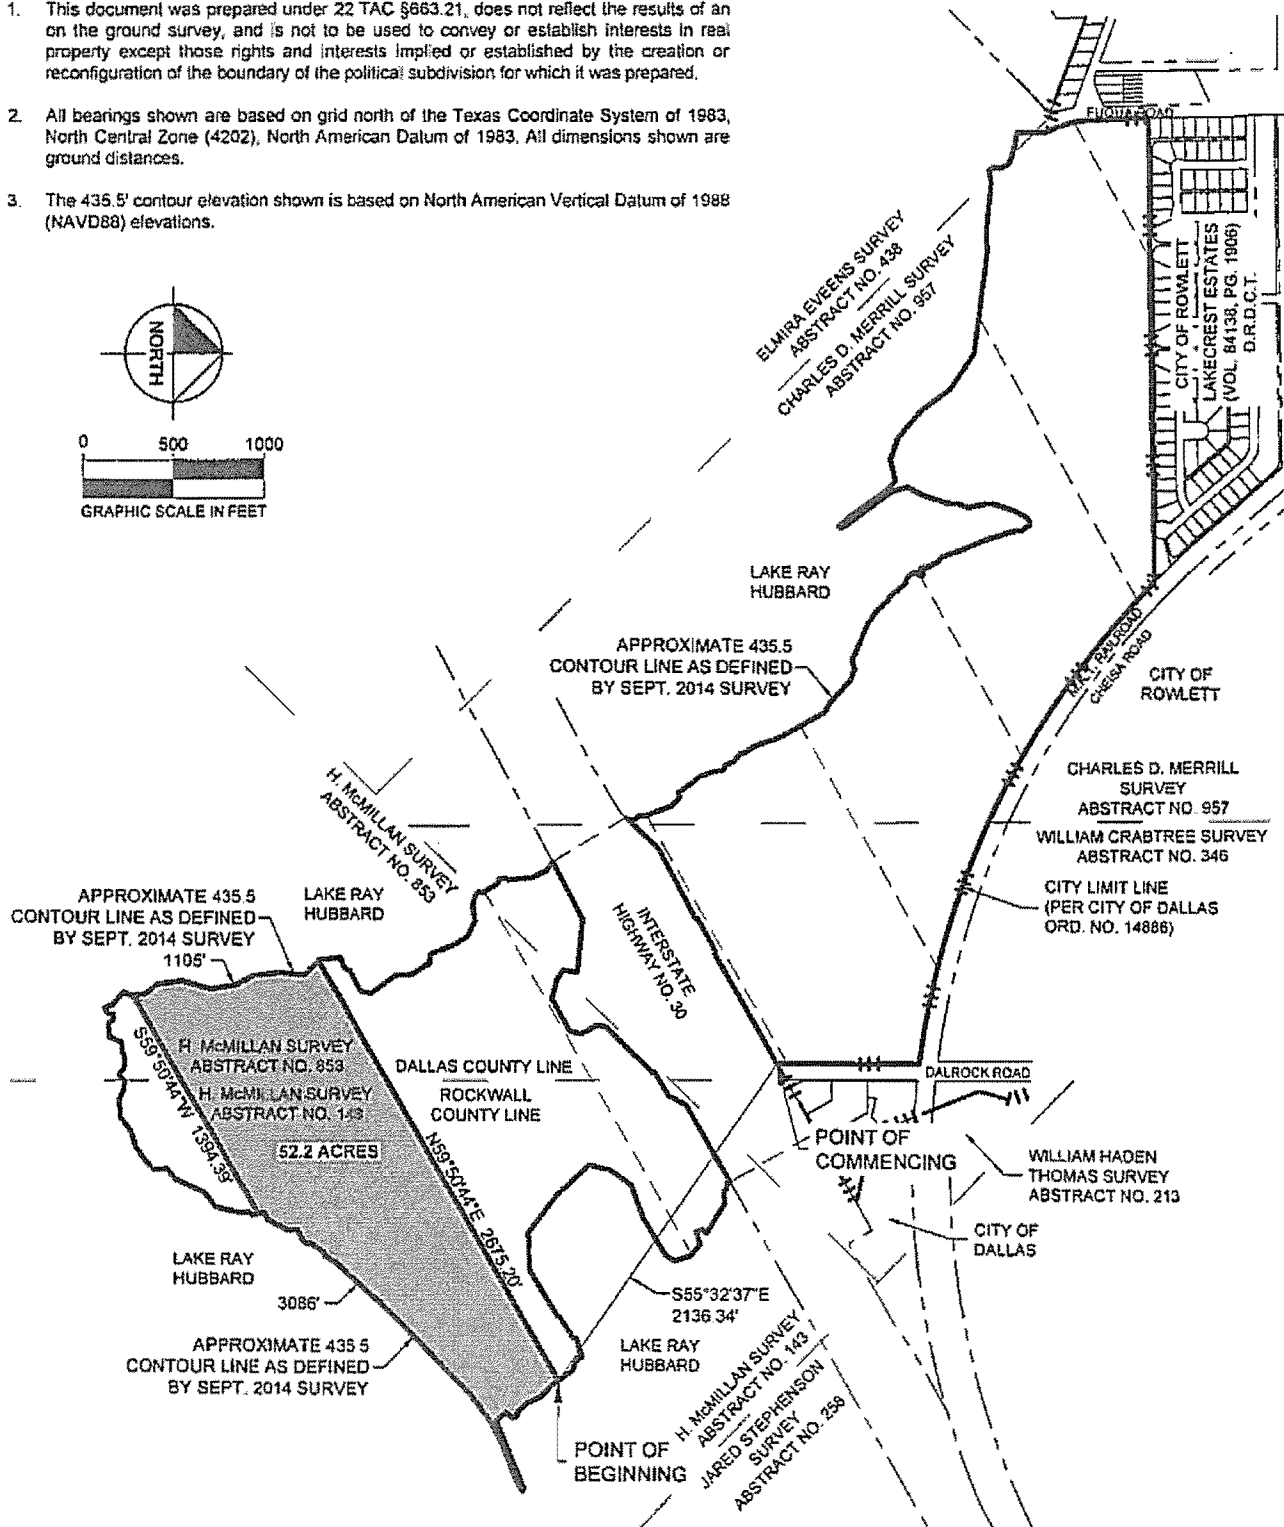 1. This document was prepared under 22 TAC §663.21, does not reflect the results of an
on the ground survey, and is not to be used to convey or establish interests in real
property except those rights and interests implied or established by the creation or
reconfiguration of the boundary of the political subdivision for which it was prepared.
2. All bearings shown are based on grid north of the Texas Coordinate System of 1983,
North Central Zone (4202), North American Datum of 1983. All dimensions shown are
ground distances.
3. The 435.5' contour elevation shown is based on North American Vertical Datum of 1988
(NAVD88) elevations.
NORTH
0 500 1000
GRAPHIC SCALE IN FEET
FUQUA ROAD
ELMIRA EVEENS SURVEY
ABSTRACT NO. 438
CHARLES D. MERRILL SURVEY
ABSTRACT NO. 957
CITY OF ROWLETT
LAKECREST ESTATES
(VOL. 84138, PG. 1906)
D.R.D.C.T.
LAKE RAY
HUBBARD
APPROXIMATE 435.5
CONTOUR LINE AS DEFINED
BY SEPT. 2014 SURVEY
M.K.T. RAILROAD
CHEISA ROAD
CITY OF
ROWLETT
CHARLES D. MERRILL
SURVEY
ABSTRACT NO. 957
WILLIAM CRABTREE SURVEY
ABSTRACT NO. 346
CITY LIMIT LINE
(PER CITY OF DALLAS
ORD. NO. 14886)
H. McMILLAN SURVEY
ABSTRACT NO. 853
APPROXIMATE 435.5
CONTOUR LINE AS DEFINED
BY SEPT. 2014 SURVEY
1105'
LAKE RAY
HUBBARD
INTERSTATE
HIGHWAY NO. 30
S59°50'44"W 1394.39'
H. McMILLAN SURVEY
ABSTRACT NO. 853
H. McMILLAN SURVEY
ABSTRACT NO. 143
52.2 ACRES
DALLAS COUNTY LINE
ROCKWALL
COUNTY LINE
N59°50'44"E 2675.20'
DALROCK ROAD
POINT OF
COMMENCING
WILLIAM HADEN
THOMAS SURVEY
ABSTRACT NO. 213
CITY OF
DALLAS
LAKE RAY
HUBBARD
3086'
APPROXIMATE 435.5
CONTOUR LINE AS DEFINED
BY SEPT. 2014 SURVEY
S55°32'37"E
2136.34'
LAKE RAY
HUBBARD
H. McMILLAN SURVEY
ABSTRACT NO. 143
JARED STEPHENSON
SURVEY
ABSTRACT NO. 258
POINT OF
BEGINNING